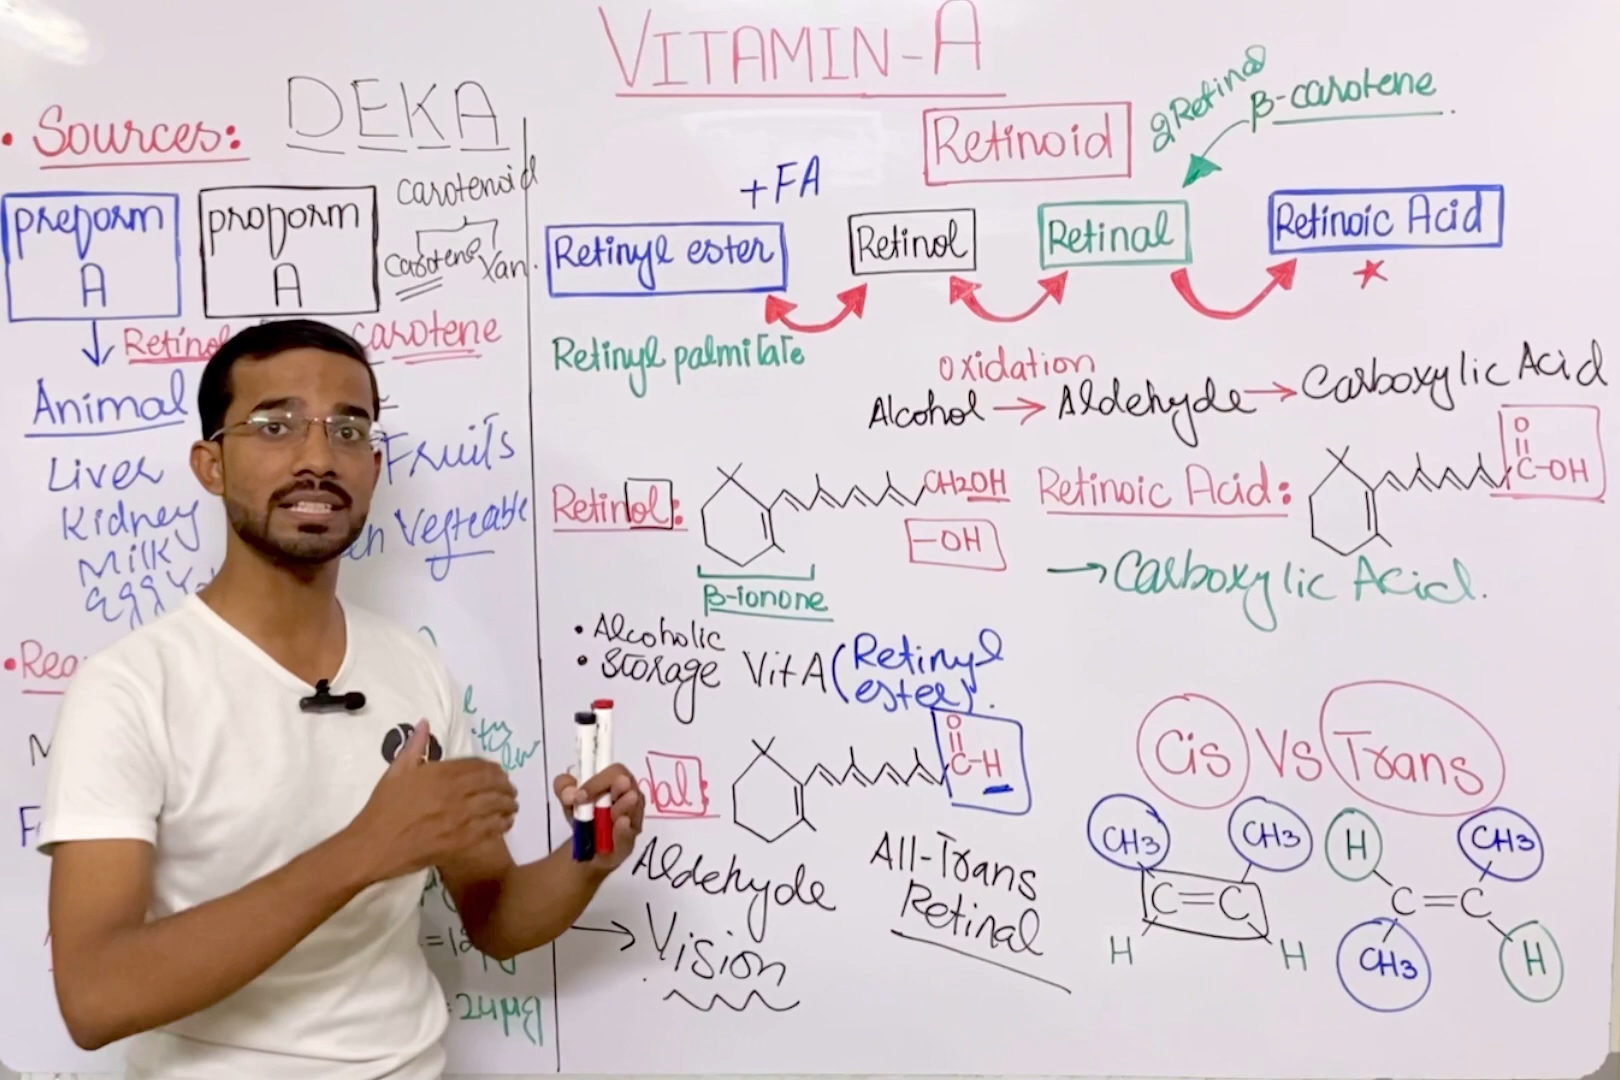 VITAMIN-A
• Sources:
DEKA
preform
A
proform
A
carotenoid
carotene Xan.
Retinol
carotene
Animal
Liver
Kidney
Milk
Fruits
Vegteable
Retinoid
2 Retinal
β-carotene
+FA
Retinyl ester
Retinol
Retinal
Retinoic Acid
Retinyl palmitate
oxidation
Alcohol → Aldehyde → Carboxylic Acid
Retinol:
CH2OH
-OH
β-ionone
Retinoic Acid:
O
C-OH
→ Carboxylic Acid.
• Alcoholic
• Storage Vit A (Retinyl
ester).
al:
O
C-H
Aldehyde
→ Vision
All-Trans
Retinal
Cis Vs Trans
CH3 CH3
C=C
H H
H CH3
C=C
CH3 H
24μg